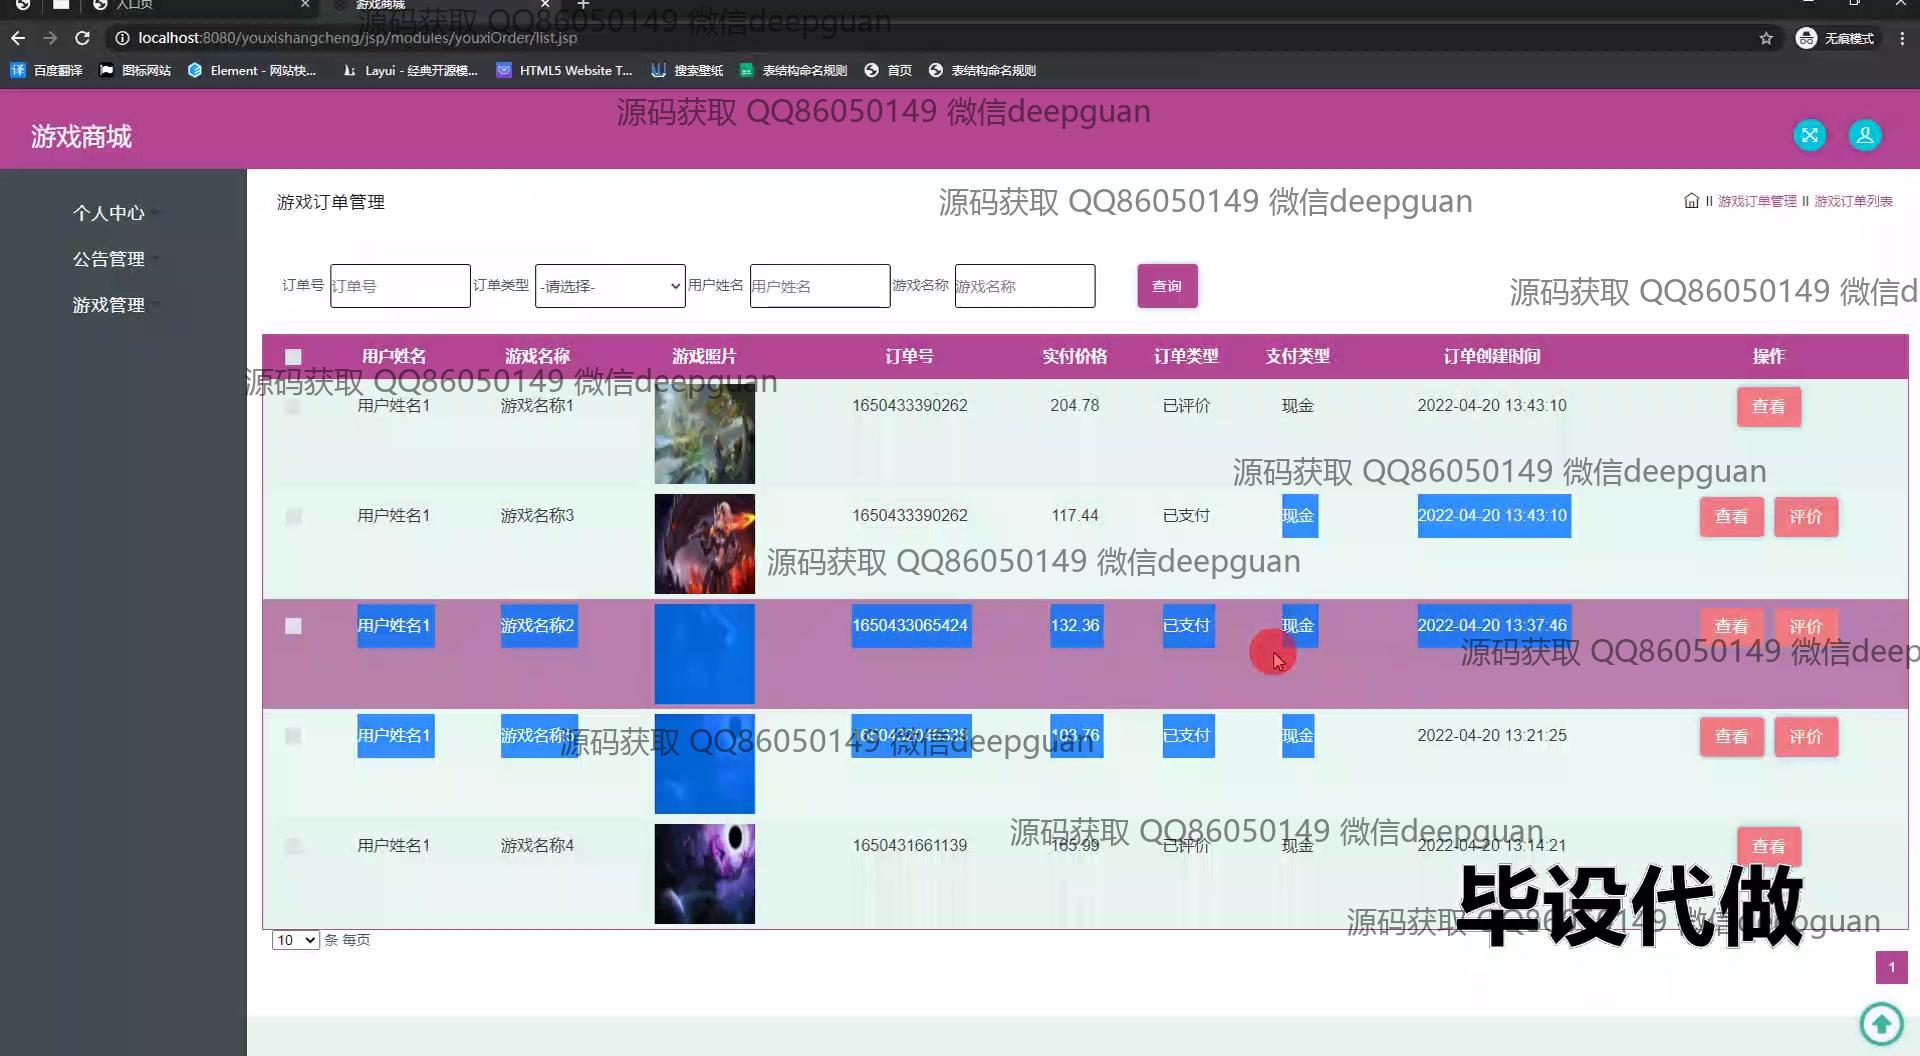 入口页 游戏商城
源码获取 QQ86050149 微信deepguan
localhost:8080/youxishangcheng/jsp/modules/youxiOrder/list.jsp 无痕模式
百度翻译 图标网站 Element - 网站快... Layui - 经典开源模... HTML5 Website T... 搜索壁纸 表结构命名规则 首页 表结构命名规则
源码获取 QQ86050149 微信deepguan
游戏商城
个人中心
公告管理
游戏管理
游戏订单管理
源码获取 QQ86050149 微信deepguan
II 游戏订单管理 II 游戏订单列表
订单号 订单号 订单类型 -请选择- 用户姓名 用户姓名 游戏名称 游戏名称 查询
源码获取 QQ86050149 微信d
用户姓名 游戏名称 游戏照片 订单号 实付价格 订单类型 支付类型 订单创建时间 操作
源码获取 QQ86050149 微信deepguan
用户姓名1 游戏名称1 1650433390262 204.78 已评价 现金 2022-04-20 13:43:10 查看
源码获取 QQ86050149 微信deepguan
用户姓名1 游戏名称3 1650433390262 117.44 已支付 现金 2022-04-20 13:43:10 查看 评价
源码获取 QQ86050149 微信deepguan
用户姓名1 游戏名称2 1650433065424 132.36 已支付 现金 2022-04-20 13:37:46 查看 评价
源码获取 QQ86050149 微信deep
用户姓名1 103.76 已支付 现金 2022-04-20 13:21:25 查看 评价
源码获取 QQ86050149 微信deepguan
源码获取 QQ86050149 微信deepguan
用户姓名1 游戏名称4 1650431661139 165.99 已评价 现金 2022-04-20 13:14:21 查看
毕设代做
源码获取 QQ86050149 微信deepguan
10 条 每页
1